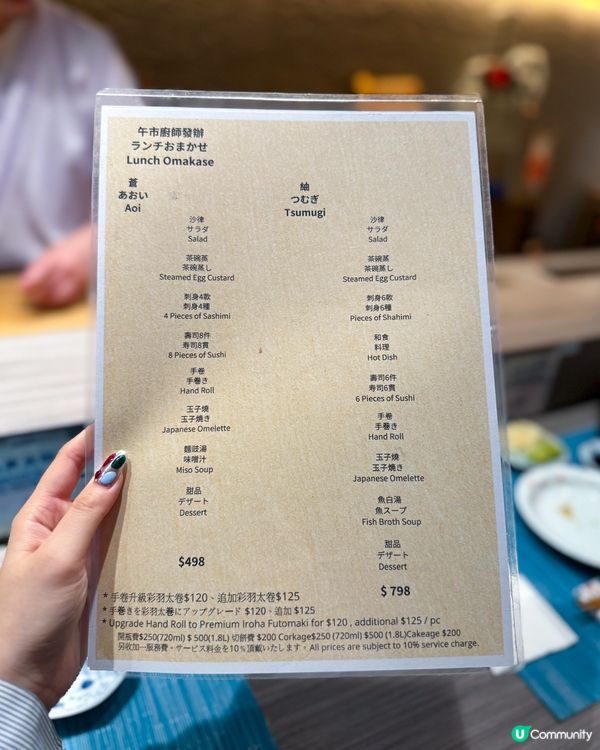 午市廚師發辦
ランチおまかせ
Lunch Omakase
蒼
あおい
Aoi
沙律
サラダ
Salad
茶碗蒸
茶碗蒸し
Steamed Egg Custard
刺身4款
刺身4種
4 Pieces of Sashimi
壽司8件
寿司8貫
8 Pieces of Sushi
手卷
手巻き
Hand Roll
玉子燒
玉子焼き
Japanese Omelette
麵豉湯
味噌汁
Miso Soup
甜品
デザート
Dessert
$498
紬
つむぎ
Tsumugi
沙律
サラダ
Salad
茶碗蒸
茶碗蒸し
Steamed Egg Custard
刺身6款
刺身6種
Pieces of Shahimi
和食
料理
Hot Dish
壽司6件
寿司6貫
6 Pieces of Sushi
手卷
手巻き
Hand Roll
玉子燒
玉子焼き
Japanese Omelette
魚白湯
魚スープ
Fish Broth Soup
甜品
デザート
Dessert
$ 798
* 手卷升級彩羽太卷$120、追加彩羽太卷$125
* 手巻きを彩羽太巻にアップグレード $120、追加 $125
* Upgrade Hand Roll to Premium Iroha Futomaki for $120 , additional $125 / pc
開瓶費$250(720ml) $ 500(1.8L) 切餅費 $200 Corkage$250 (720ml) $500 (1.8L)Cakeage $200
另收加一服務費・サービス料金を10%頂戴いたします・ All prices are subject to 10% service charge.
U Community